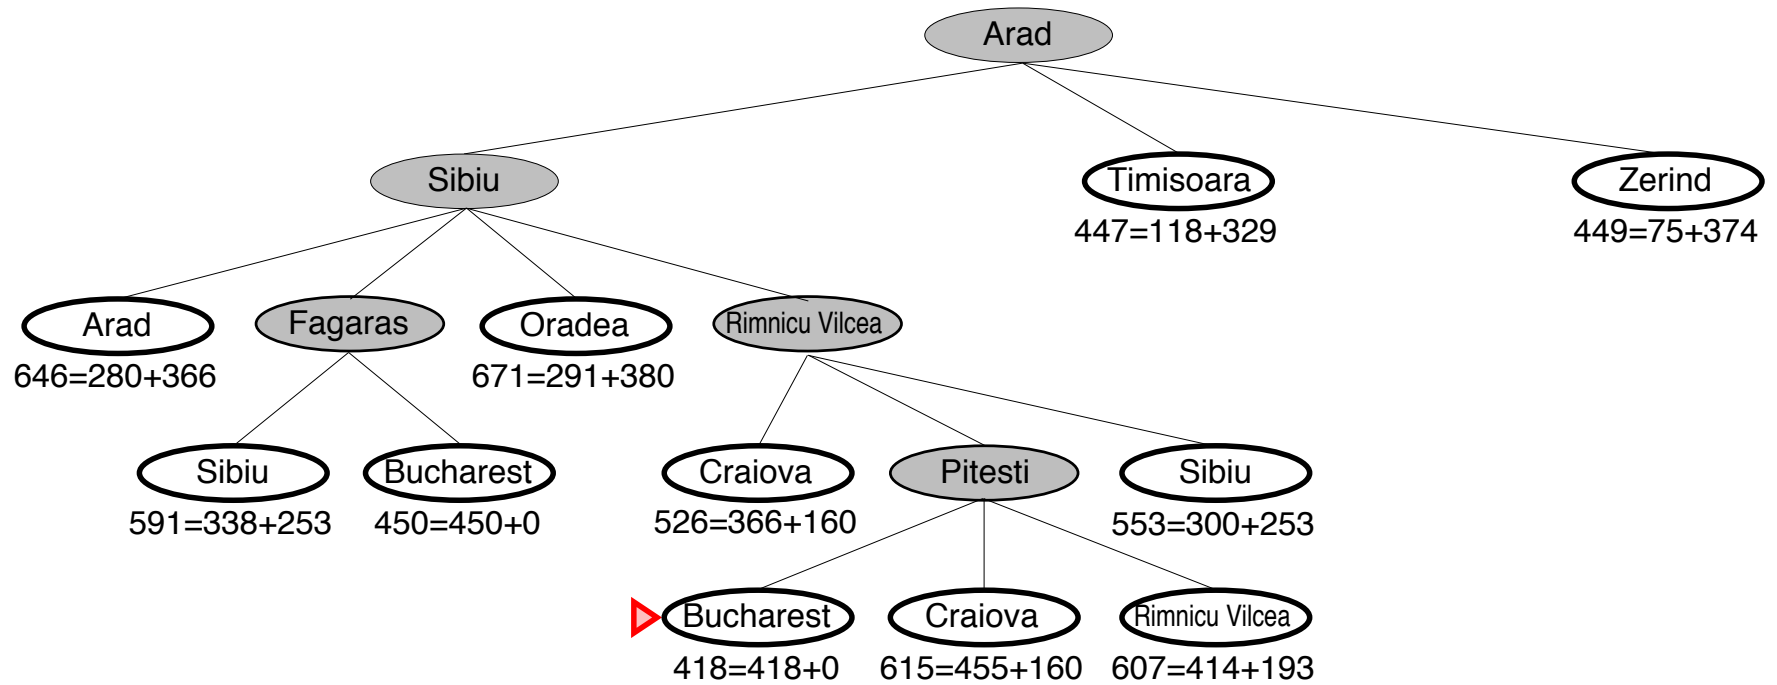 Arad
Sibiu
Timisoara
Zerind
447=118+329
449=75+374
Arad
Fagaras
Oradea
Rimnicu Vilcea
646=280+366
671=291+380
Sibiu
Bucharest
Craiova
Pitesti
Sibiu
591=338+253
450=450+0
526=366+160
553=300+253
Bucharest
Craiova
Rimnicu Vilcea
418=418+0
615=455+160
607=414+193